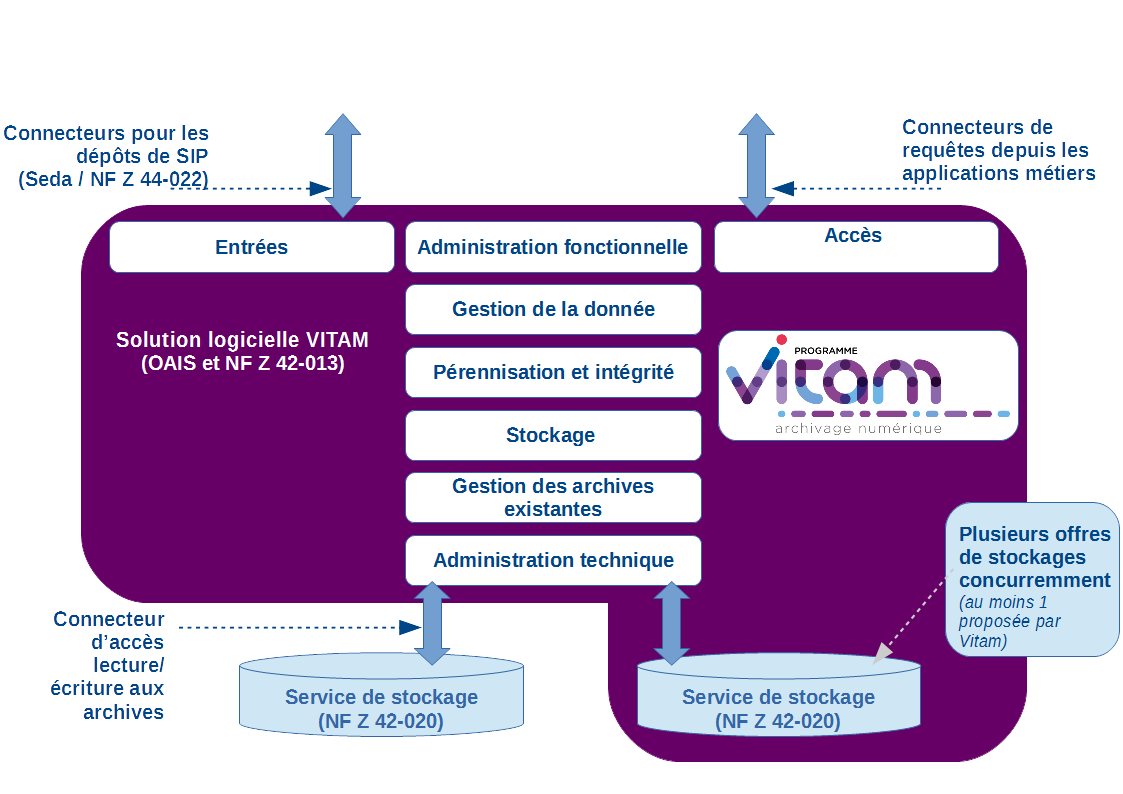 Connecteurs pour les
dépôts de SIP
(Seda / NF Z 44-022)
Connecteurs de
requêtes depuis les
applications métiers
Entrées
Administration fonctionnelle
Accès
Gestion de la donnée
Solution logicielle VITAM
(OAIS et NF Z 42-013)
Pérennisation et intégrité
PROGRAMME
vitam
archivage numérique
Stockage
Gestion des archives
existantes
Administration technique
Plusieurs offres
de stockages
concurremment
(au moins 1
proposée par
Vitam)
Connecteur
d’accès
lecture/
écriture aux
archives
Service de stockage
(NF Z 42-020)
Service de stockage
(NF Z 42-020)